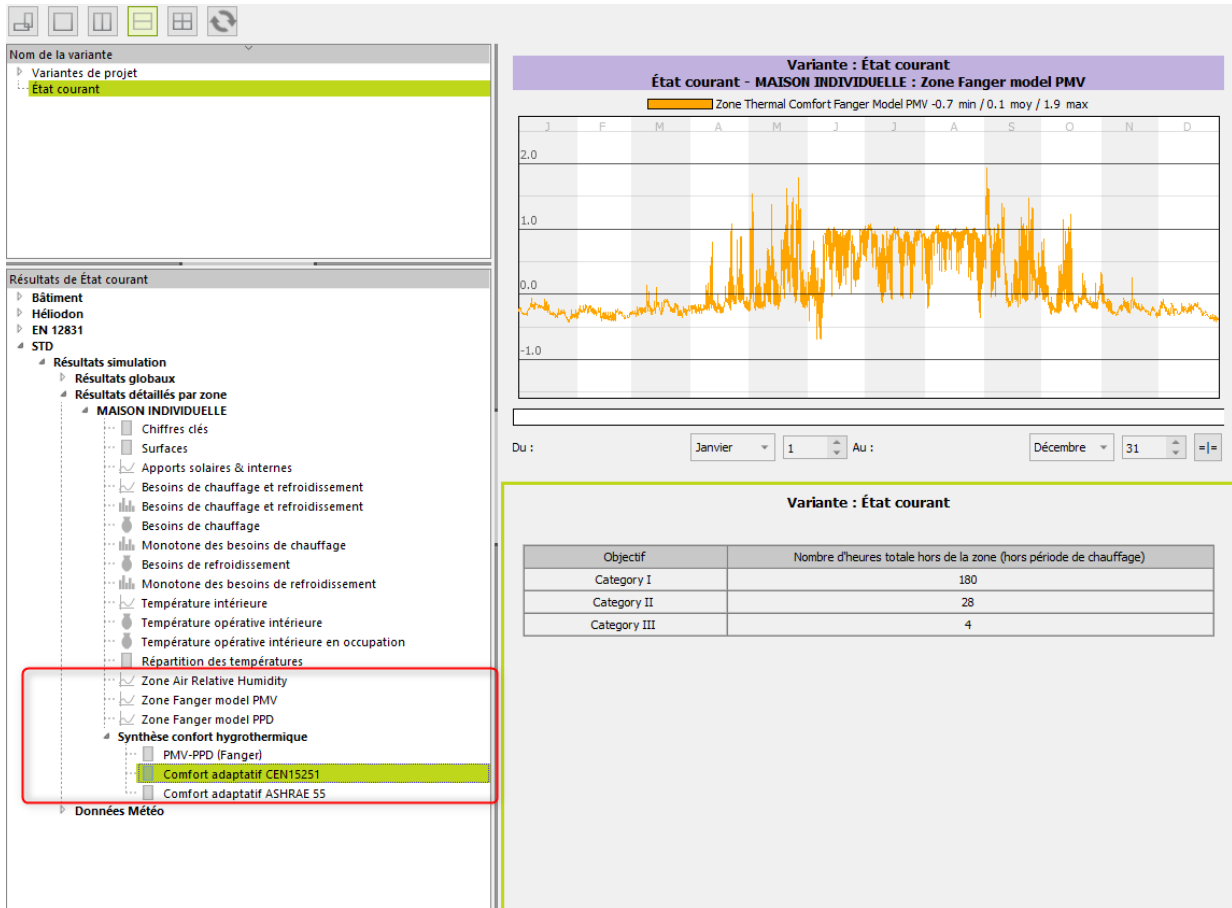 Nom de la variante
Variantes de projet
État courant
Résultats de État courant
Bâtiment
Héliodon
EN 12831
STD
Résultats simulation
Résultats globaux
Résultats détaillés par zone
MAISON INDIVIDUELLE
Chiffres clés
Surfaces
Apports solaires & internes
Besoins de chauffage et refroidissement
Besoins de chauffage et refroidissement
Besoins de chauffage
Monotone des besoins de chauffage
Besoins de refroidissement
Monotone des besoins de refroidissement
Température intérieure
Température opérative intérieure
Température opérative intérieure en occupation
Répartition des températures
Zone Air Relative Humidity
Zone Fanger model PMV
Zone Fanger model PPD
Synthèse confort hygrothermique
PMV-PPD (Fanger)
Comfort adaptatif CEN15251
Comfort adaptatif ASHRAE 55
Données Météo
Variante : État courant
État courant - MAISON INDIVIDUELLE : Zone Fanger model PMV
Zone Thermal Comfort Fanger Model PMV -0.7 min / 0.1 moy / 1.9 max
J F M A M J J A S O N D
2.0
1.0
0.0
-1.0
Du : Janvier 1 Au : Décembre 31 =|=
Variante : État courant
Objectif Nombre d'heures totale hors de la zone (hors période de chauffage)
Category I 180
Category II 28
Category III 4